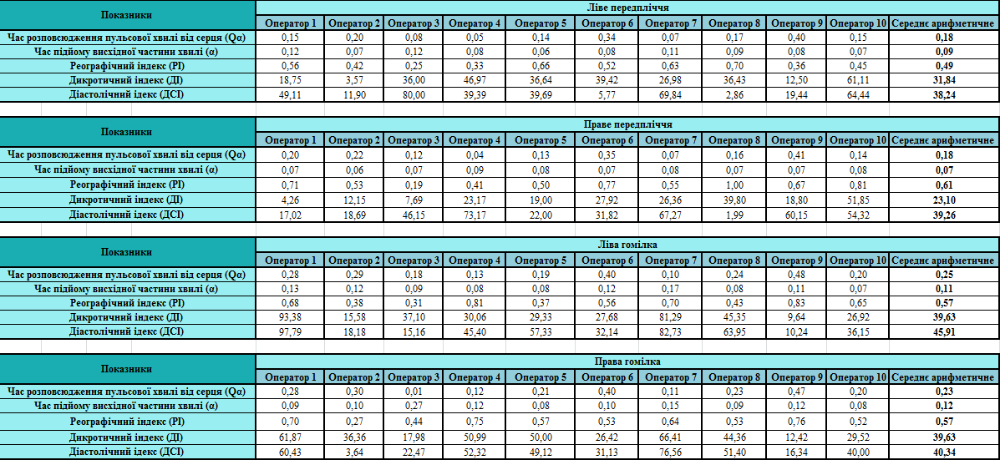 Показники Ліве передпліччя
Оператор 1 Оператор 2 Оператор 3 Оператор 4 Оператор 5 Оператор 6 Оператор 7 Оператор 8 Оператор 9 Оператор 10 Середнє арифметичне
Час розповсюдження пульсової хвилі від серця (Qα) 0,15 0,20 0,08 0,05 0,14 0,34 0,07 0,17 0,40 0,15 0,18
Час підйому висхідної частини хвилі (α) 0,12 0,07 0,12 0,08 0,06 0,08 0,11 0,09 0,08 0,07 0,09
Реографічний індекс (РІ) 0,56 0,42 0,25 0,33 0,66 0,52 0,63 0,70 0,36 0,45 0,49
Дикротичний індекс (ДІ) 18,75 3,57 36,00 46,97 36,64 39,42 26,98 36,43 12,50 61,11 31,84
Діастолічний ідекс (ДСІ) 49,11 11,90 80,00 39,39 39,69 5,77 69,84 2,86 19,44 64,44 38,24
Показники Праве передпліччя
Оператор 1 Оператор 2 Оператор 3 Оператор 4 Оператор 5 Оператор 6 Оператор 7 Оператор 8 Оператор 9 Оператор 10 Середнє арифметичне
Час розповсюдження пульсової хвилі від серця (Qα) 0,20 0,22 0,12 0,04 0,13 0,35 0,07 0,16 0,41 0,14 0,18
Час підйому висхідної частини хвилі (α) 0,07 0,06 0,07 0,09 0,08 0,07 0,08 0,07 0,07 0,08 0,07
Реографічний індекс (РІ) 0,71 0,53 0,19 0,41 0,50 0,77 0,55 1,00 0,67 0,81 0,61
Дикротичний індекс (ДІ) 4,26 12,15 7,69 23,17 19,00 27,92 26,36 39,80 18,80 51,85 23,10
Діастолічний ідекс (ДСІ) 17,02 18,69 46,15 73,17 22,00 31,82 67,27 1,99 60,15 54,32 39,26
Показники Ліва гомілка
Оператор 1 Оператор 2 Оператор 3 Оператор 4 Оператор 5 Оператор 6 Оператор 7 Оператор 8 Оператор 9 Оператор 10 Середнє арифметичне
Час розповсюдження пульсової хвилі від серця (Qα) 0,28 0,29 0,18 0,13 0,19 0,40 0,10 0,24 0,48 0,20 0,25
Час підйому висхідної частини хвилі (α) 0,13 0,12 0,09 0,08 0,08 0,12 0,17 0,08 0,11 0,07 0,11
Реографічний індекс (РІ) 0,68 0,38 0,31 0,81 0,37 0,56 0,70 0,43 0,83 0,65 0,57
Дикротичний індекс (ДІ) 93,38 15,58 37,10 30,06 29,33 27,68 81,29 45,35 9,64 26,92 39,63
Діастолічний ідекс (ДСІ) 97,79 18,18 15,16 45,40 57,33 32,14 82,73 63,95 10,24 36,15 45,91
Показники Права гомілка
Оператор 1 Оператор 2 Оператор 3 Оператор 4 Оператор 5 Оператор 6 Оператор 7 Оператор 8 Оператор 9 Оператор 10 Середнє арифметичне
Час розповсюдження пульсової хвилі від серця (Qα) 0,28 0,30 0,01 0,12 0,21 0,40 0,11 0,23 0,47 0,20 0,23
Час підйому висхідної частини хвилі (α) 0,09 0,10 0,27 0,12 0,08 0,10 0,15 0,09 0,12 0,08 0,12
Реографічний індекс (РІ) 0,70 0,27 0,44 0,75 0,57 0,53 0,64 0,53 0,76 0,52 0,57
Дикротичний індекс (ДІ) 61,87 36,36 17,98 50,99 50,00 26,42 66,41 44,36 12,42 29,52 39,63
Діастолічний ідекс (ДСІ) 60,43 3,64 22,47 52,32 49,12 31,13 76,56 51,40 16,34 40,00 40,34